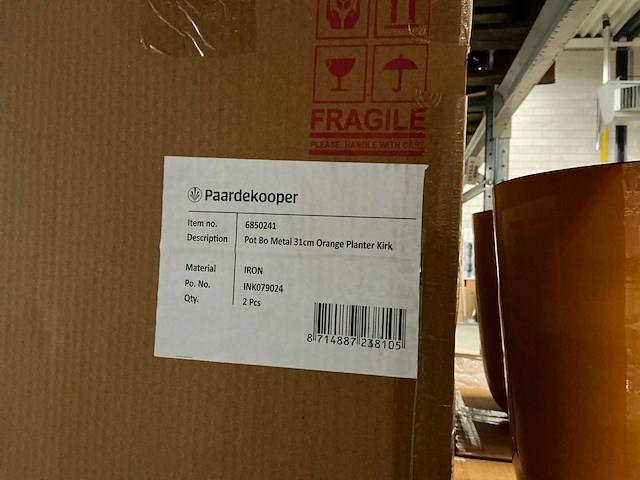 FRAGILE
PLEASE, HANDLE WITH CARE
Paardekooper
Item no. 6850241
Description Pot Bo Metal 31cm Orange Planter Kirk
Material IRON
Po. No. INK079024
Qty. 2 Pcs
8 714887 238105